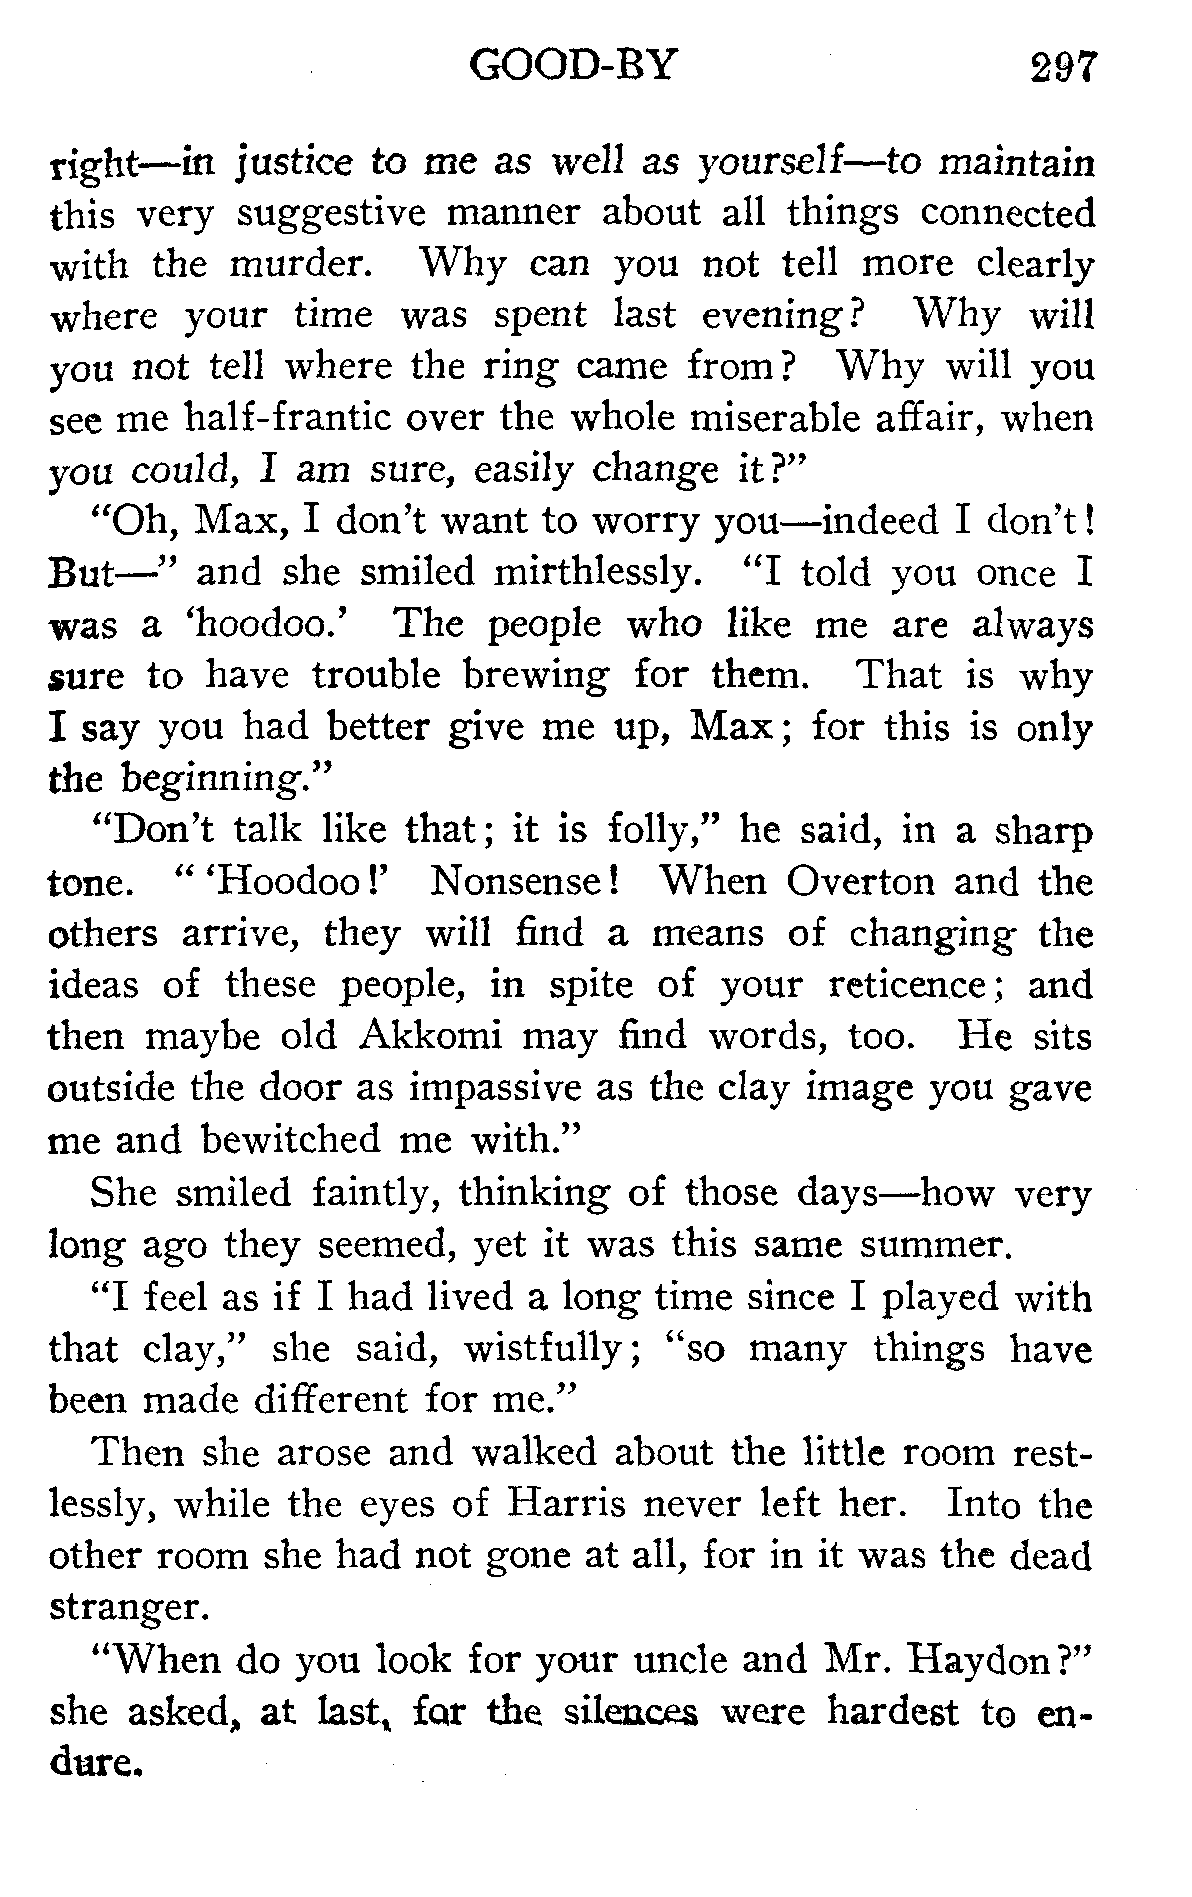 GOOD-BY 297
right—in justice to me as well as yourself—to maintain
this very suggestive manner about all things connected
with the murder. Why can you not tell more clearly
where your time was spent last evening? Why will
you not tell where the ring came from? Why will you
see me half-frantic over the whole miserable affair, when
you could, I am sure, easily change it?”
“Oh, Max, I don’t want to worry you—indeed I don’t!
But—” and she smiled mirthlessly. “I told you once I
was a ‘hoodoo.’ The people who like me are always
sure to have trouble brewing for them. That is why
I say you had better give me up, Max; for this is only
the beginning.”
“Don’t talk like that; it is folly,” he said, in a sharp
tone. “ ‘Hoodoo!’ Nonsense! When Overton and the
others arrive, they will find a means of changing the
ideas of these people, in spite of your reticence; and
then maybe old Akkomi may find words, too. He sits
outside the door as impassive as the clay image you gave
me and bewitched me with.”
She smiled faintly, thinking of those days—how very
long ago they seemed, yet it was this same summer.
“I feel as if I had lived a long time since I played with
that clay,” she said, wistfully; “so many things have
been made different for me.”
Then she arose and walked about the little room rest-
lessly, while the eyes of Harris never left her. Into the
other room she had not gone at all, for in it was the dead
stranger.
“When do you look for your uncle and Mr. Haydon?”
she asked, at last, for the silences were hardest to en-
dure.